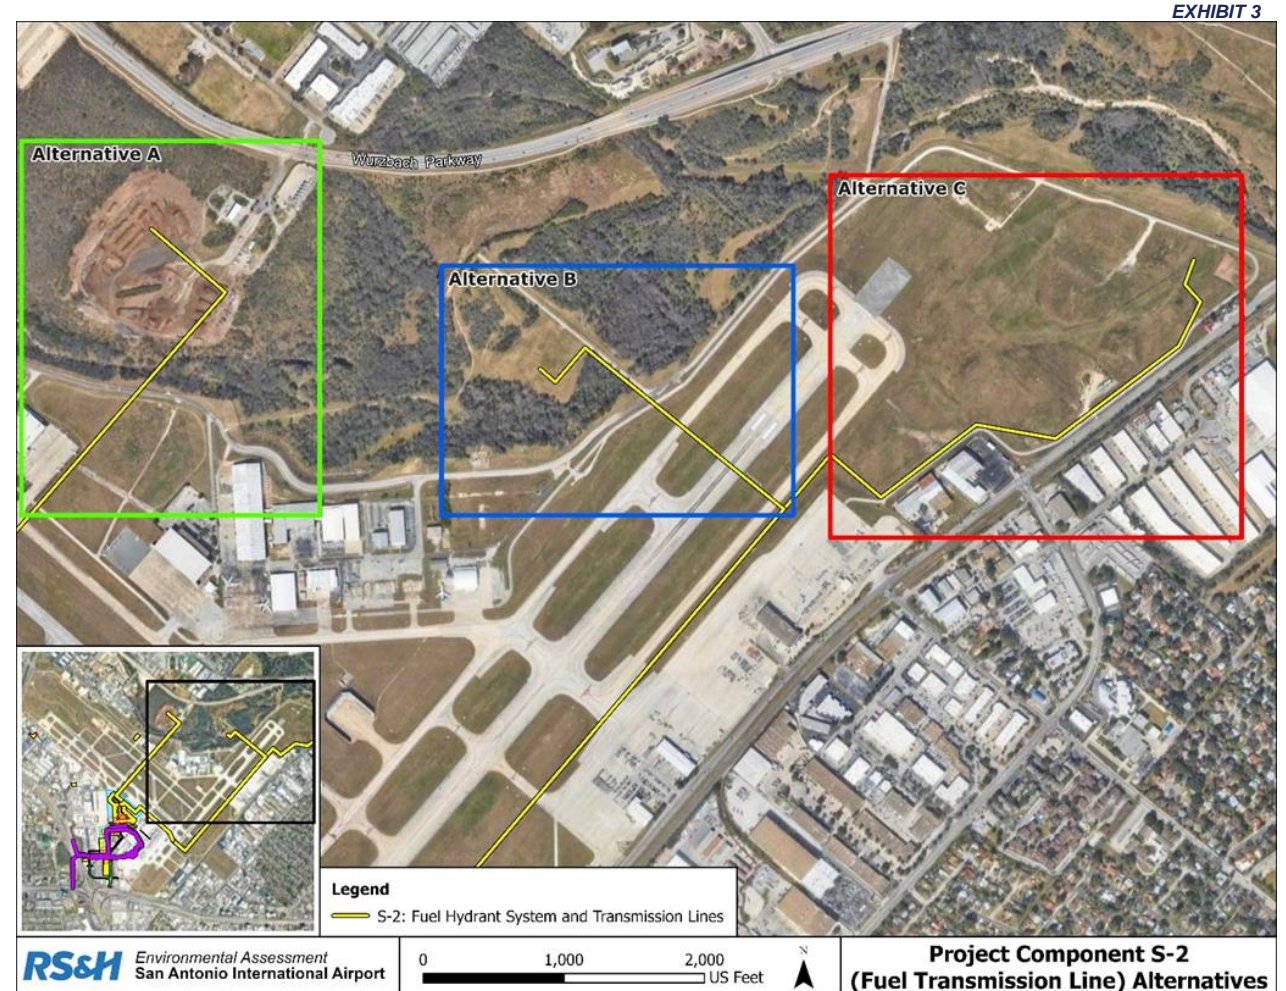 EXHIBIT 3
Alternative A
Wurzbach Parkway
Alternative C
Alternative B
Legend
S-2: Fuel Hydrant System and Transmission Lines
RS&H
Environmental Assessment
San Antonio International Airport
0 1,000 2,000
US Feet
N
Project Component S-2
(Fuel Transmission Line) Alternatives